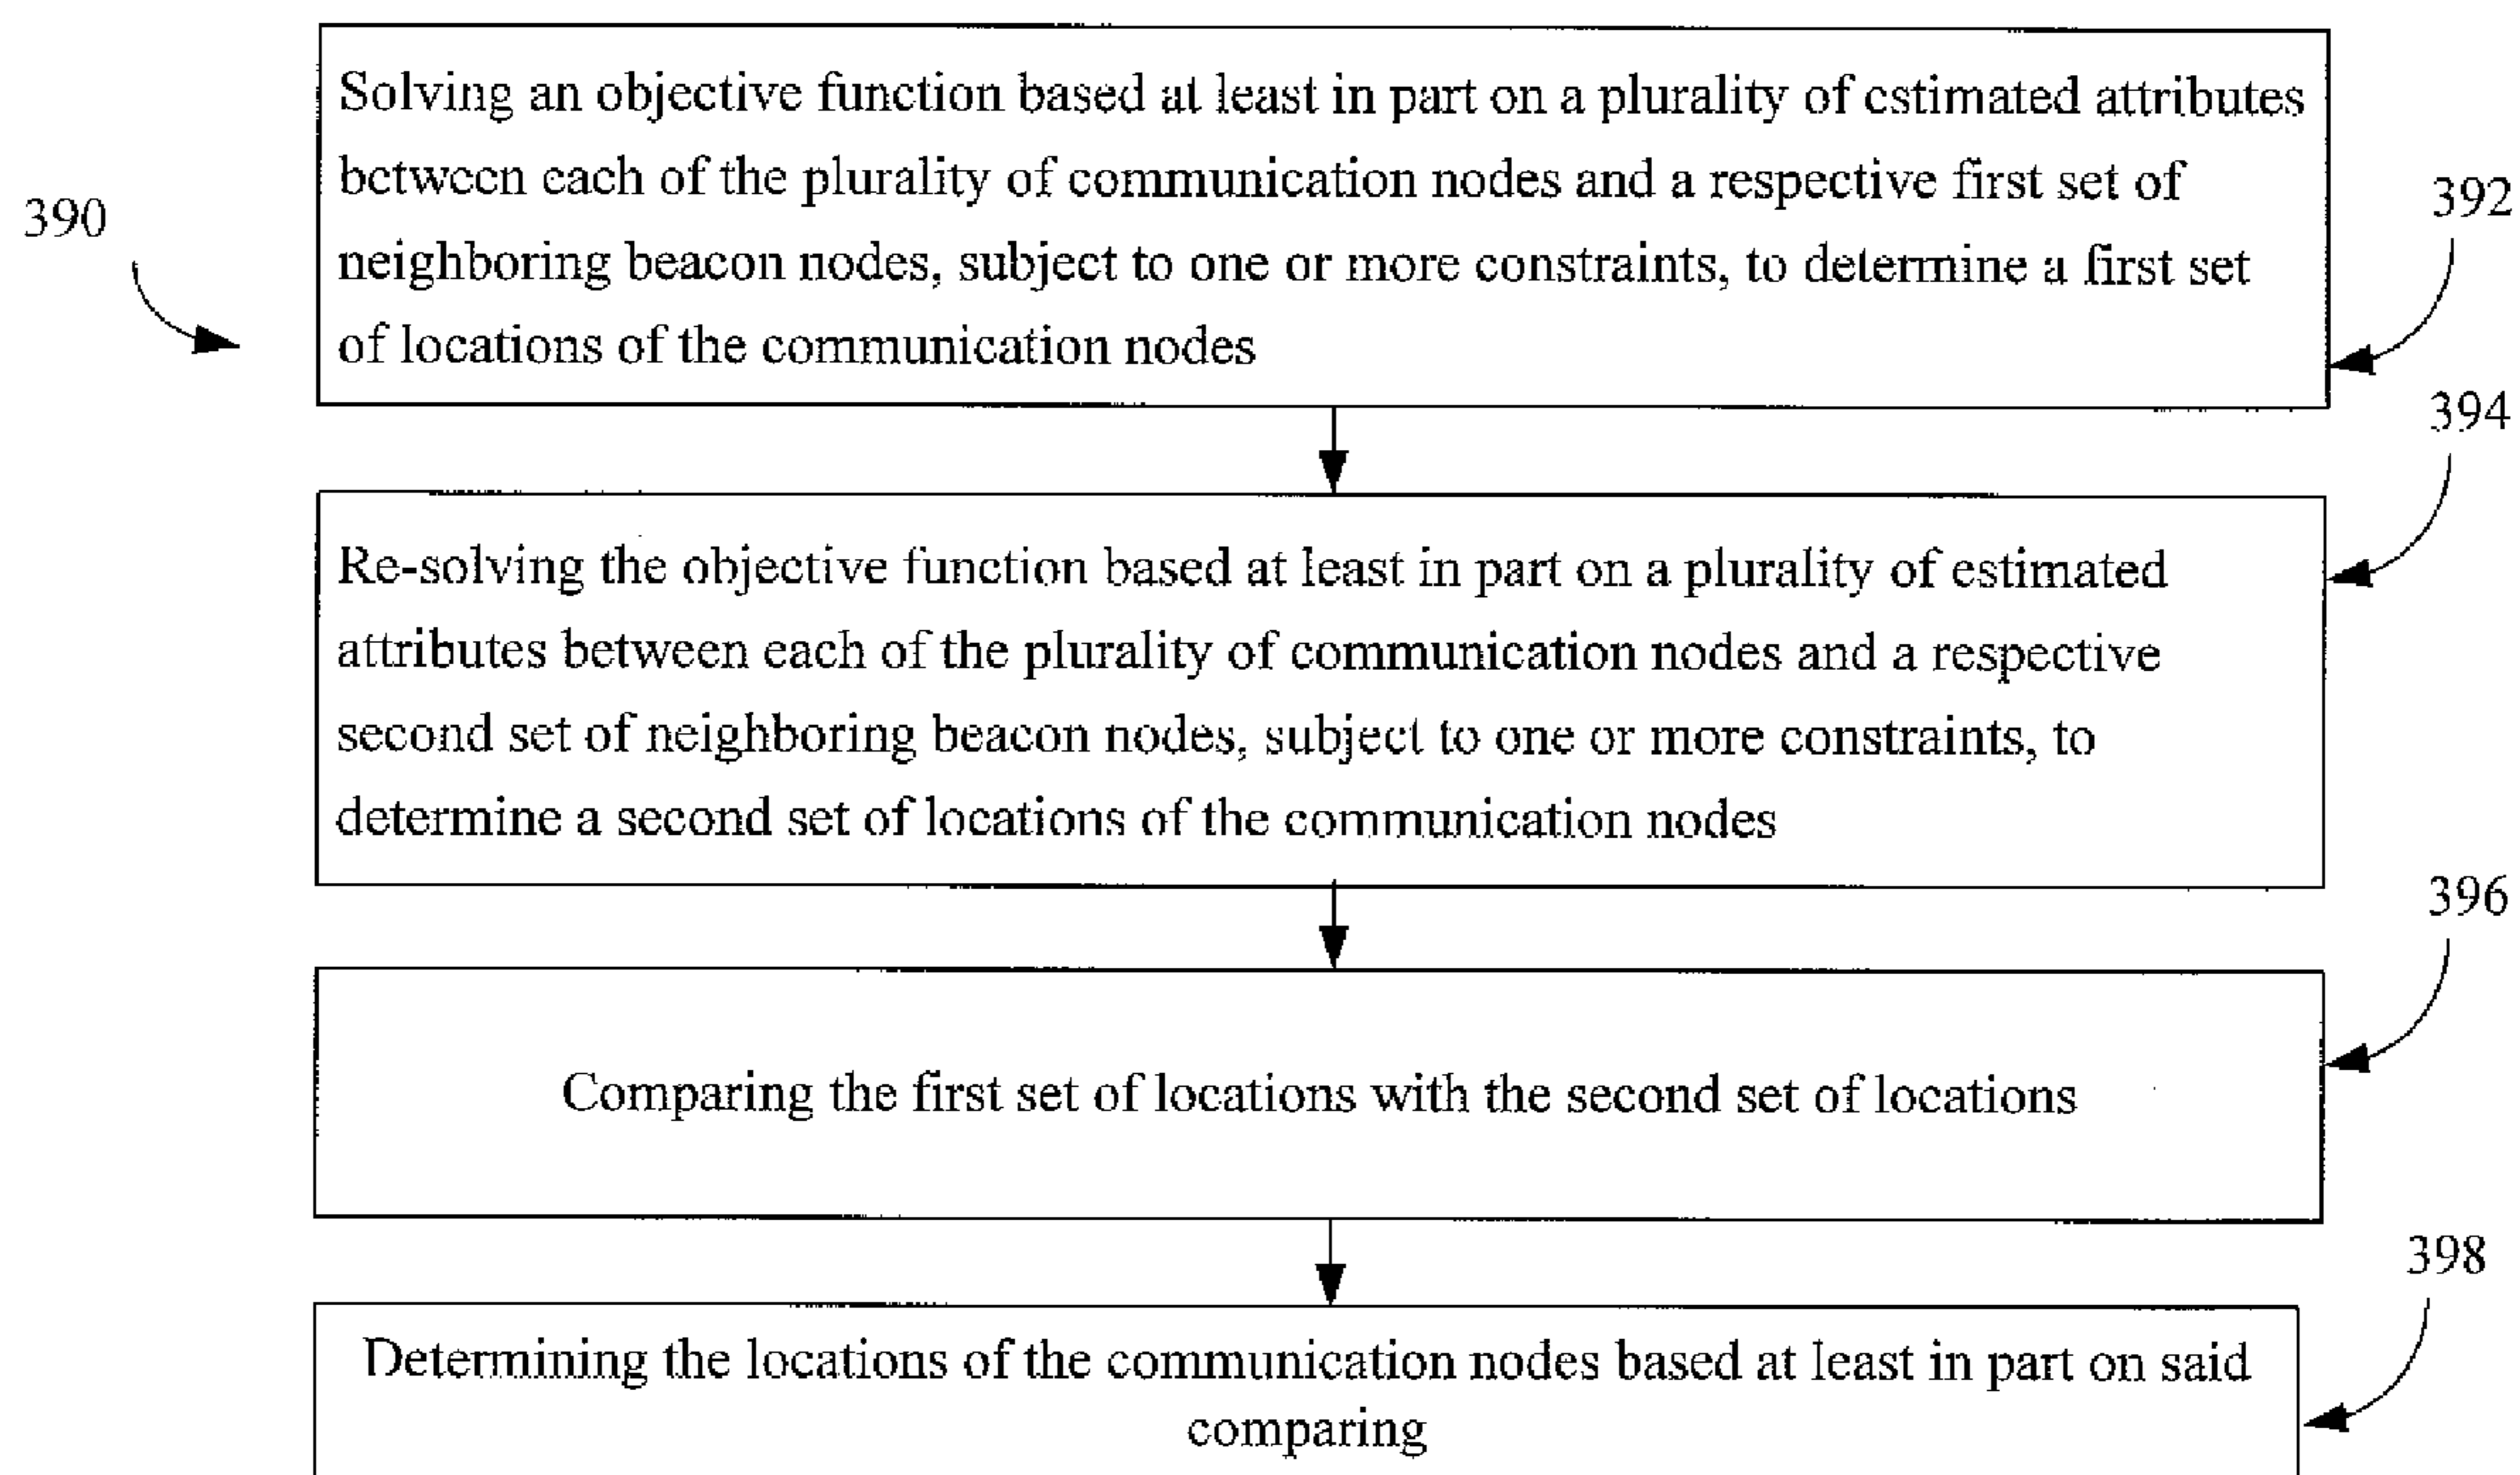 Solving an objective function based at least in part on a plurality of estimated attributes
between each of the plurality of communication nodes and a respective first set of
neighboring beacon nodes, subject to one or more constraints, to determine a first set
of locations of the communication nodes
390
392
394
Re-solving the objective function based at least in part on a plurality of estimated
attributes between each of the plurality of communication nodes and a respective
second set of neighboring beacon nodes, subject to one or more constraints, to
determine a second set of locations of the communication nodes
396
Comparing the first set of locations with the second set of locations
398
Determining the locations of the communication nodes based at least in part on said
comparing